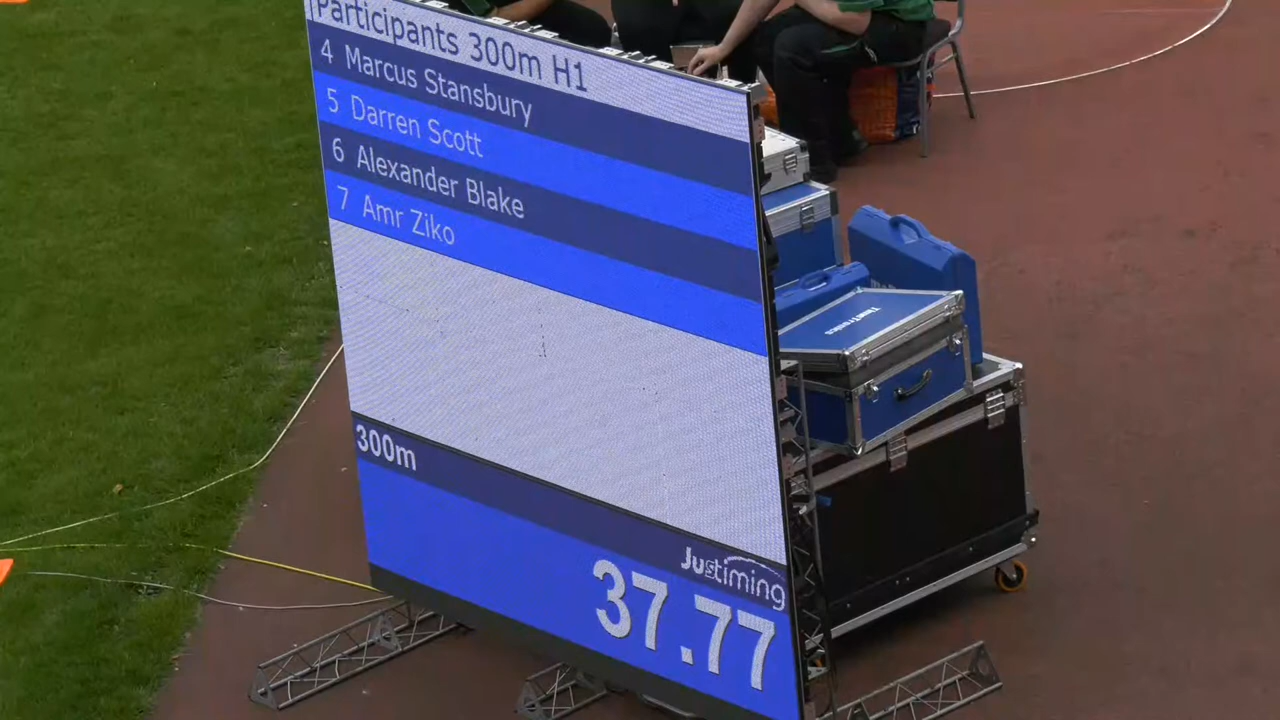 Participants 300m H1
4 Marcus Stansbury
5 Darren Scott
6 Alexander Blake
7 Amr Ziko
300m
Justiming
37.77
TimeTronics